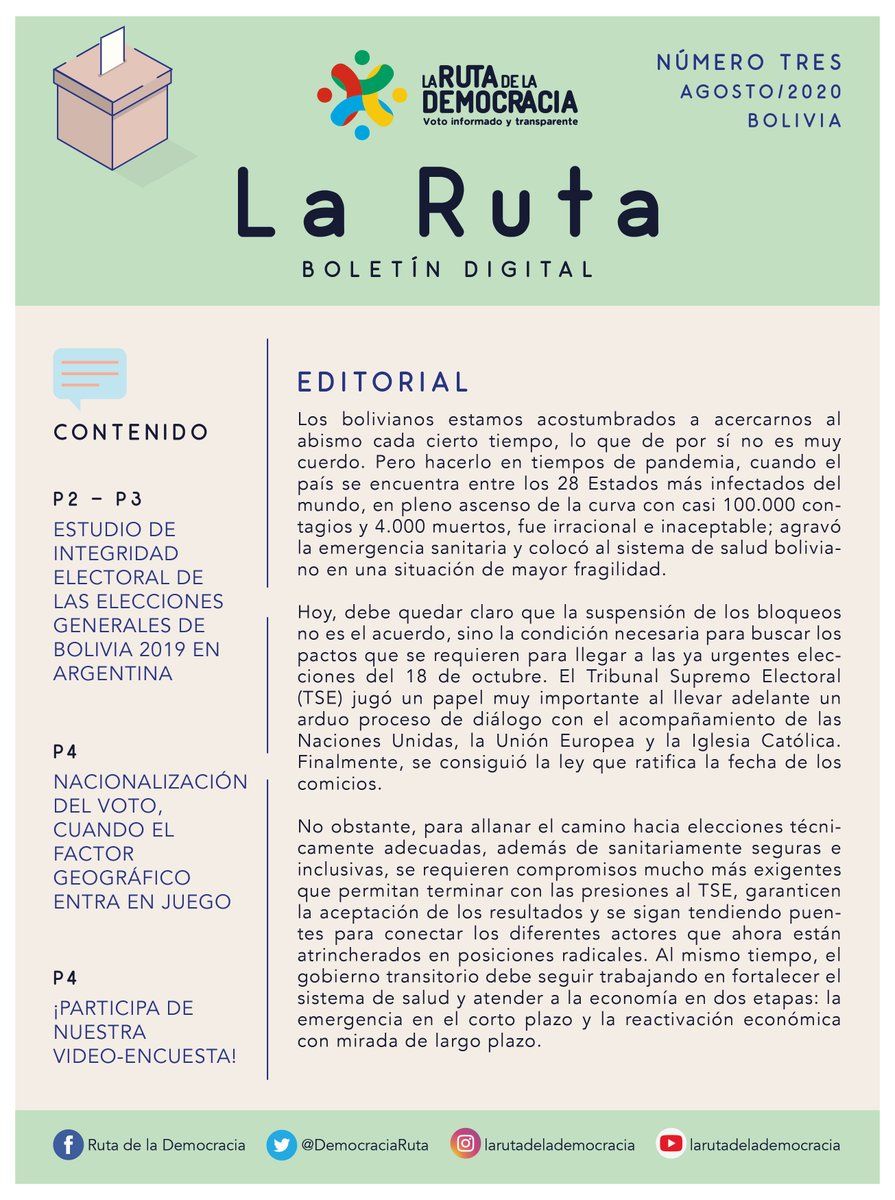 LA RUTA DE LA
DEMOCRACIA
Voto informado y transparente
NÚMERO TRES
AGOSTO/2020
BOLIVIA
La Ruta
BOLETÍN DIGITAL
CONTENIDO
P2 – P3
ESTUDIO DE
INTEGRIDAD
ELECTORAL DE
LAS ELECCIONES
GENERALES DE
BOLIVIA 2019 EN
ARGENTINA
P4
NACIONALIZACIÓN
DEL VOTO,
CUANDO EL
FACTOR
GEOGRÁFICO
ENTRA EN JUEGO
P4
¡PARTICIPA DE
NUESTRA
VIDEO-ENCUESTA!
EDITORIAL
Los bolivianos estamos acostumbrados a acercarnos al
abismo cada cierto tiempo, lo que de por sí no es muy
cuerdo. Pero hacerlo en tiempos de pandemia, cuando el
país se encuentra entre los 28 Estados más infectados del
mundo, en pleno ascenso de la curva con casi 100.000 con-
tagios y 4.000 muertos, fue irracional e inaceptable; agravó
la emergencia sanitaria y colocó al sistema de salud bolivia-
no en una situación de mayor fragilidad.
Hoy, debe quedar claro que la suspensión de los bloqueos
no es el acuerdo, sino la condición necesaria para buscar los
pactos que se requieren para llegar a las ya urgentes elec-
ciones del 18 de octubre. El Tribunal Supremo Electoral
(TSE) jugó un papel muy importante al llevar adelante un
arduo proceso de diálogo con el acompañamiento de las
Naciones Unidas, la Unión Europea y la Iglesia Católica.
Finalmente, se consiguió la ley que ratifica la fecha de los
comicios.
No obstante, para allanar el camino hacia elecciones técni-
camente adecuadas, además de sanitariamente seguras e
inclusivas, se requieren compromisos mucho más exigentes
que permitan terminar con las presiones al TSE, garanticen
la aceptación de los resultados y se sigan tendiendo puen-
tes para conectar los diferentes actores que ahora están
atrincherados en posiciones radicales. Al mismo tiempo, el
gobierno transitorio debe seguir trabajando en fortalecer el
sistema de salud y atender a la economía en dos etapas: la
emergencia en el corto plazo y la reactivación económica
con mirada de largo plazo.
Ruta de la Democracia @DemocraciaRuta larutadelademocracia larutadelademocracia